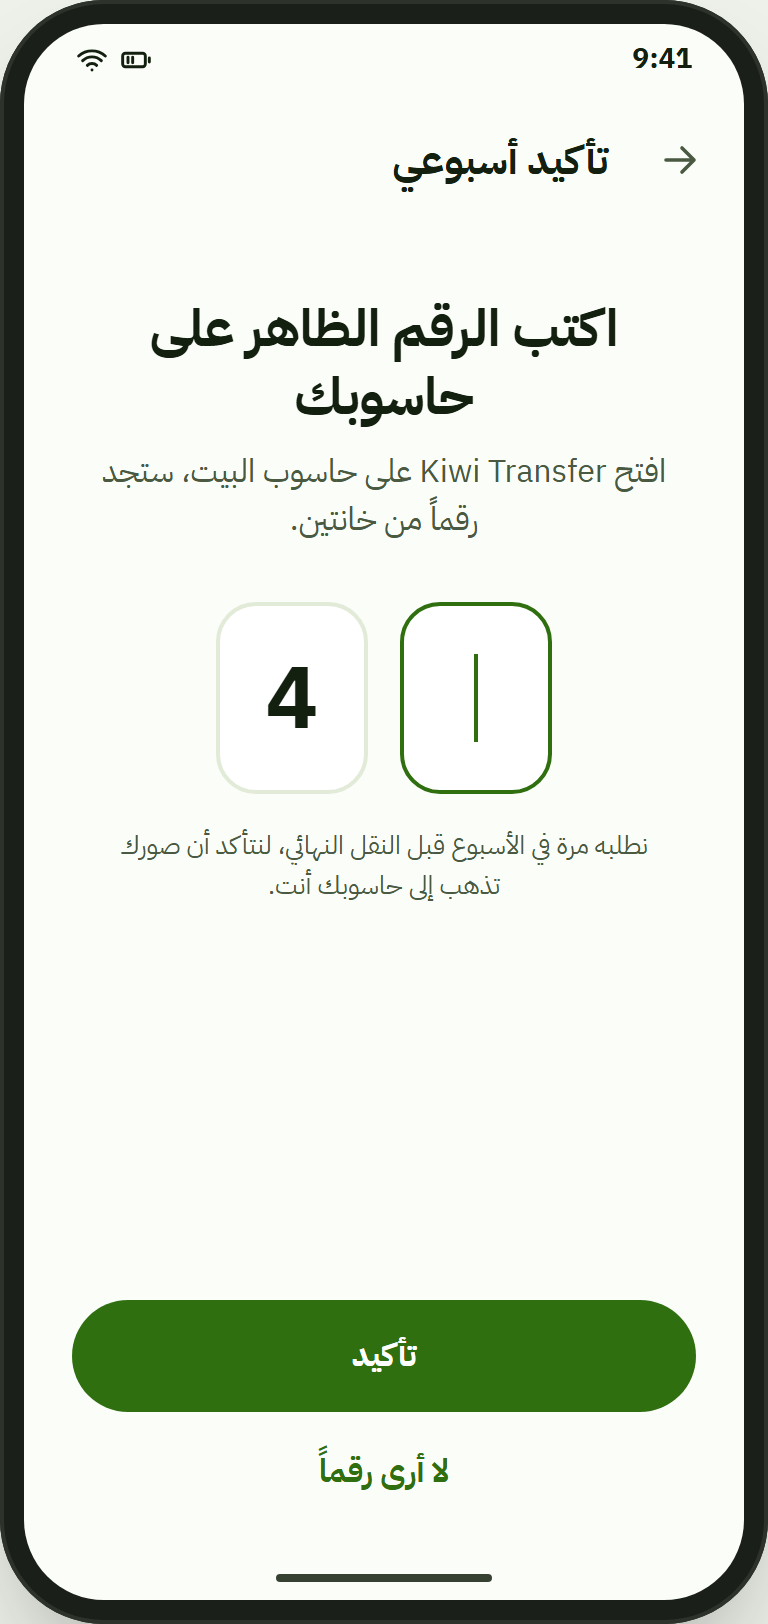 9:41
تأكيد أسبوعي
اكتب الرقم الظاهر على
حاسوبك
افتح Kiwi Transfer على حاسوب البيت، ستجد
رقماً من خانتين.
4
نطلبه مرة في الأسبوع قبل النقل النهائي، لنتأكد أن صورك
تذهب إلى حاسوبك أنت.
تأكيد
لا أرى رقماً